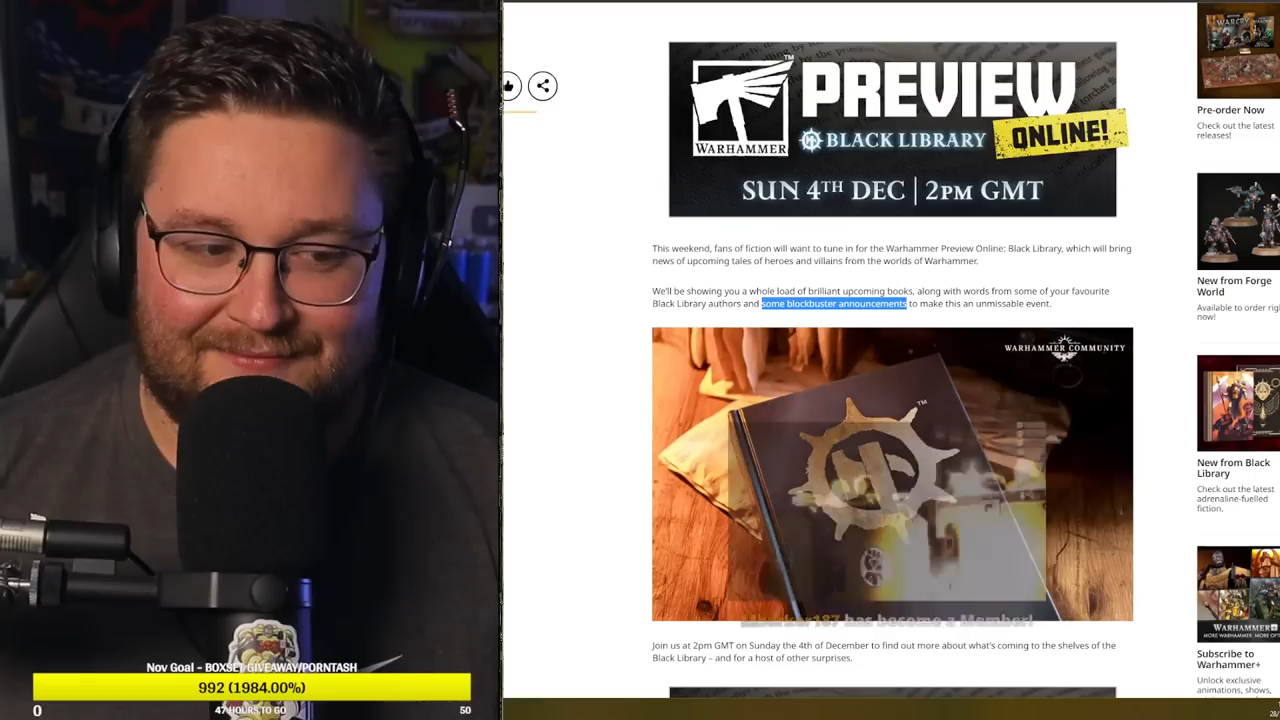 WARHAMMER
™
PREVIEW
BLACK LIBRARY
ONLINE!
SUN 4TH DEC | 2PM GMT
This weekend, fans of fiction will want to tune in for the Warhammer Preview Online: Black Library, which will bring
news of upcoming tales of heroes and villains from the worlds of Warhammer.
We'll be showing you a whole load of brilliant upcoming books, along with words from some of your favourite
Black Library authors and some blockbuster announcements to make this an unmissable event.
WARHAMMER COMMUNITY
™
has become a Member!
Join us at 2pm GMT on Sunday the 4th of December to find out more about what's coming to the shelves of the
Black Library – and for a host of other surprises.
WARCRY
Pre-order Now
Check out the latest
releases!
New from Forge
World
Available to order
now!
New from Black
Library
Check out the latest
adrenaline-fuelled
fiction.
WARHAMMER+
Subscribe to
Warhammer+
Unlock exclusive
animations, shows,
Nov Goal - BOXSET GIVEAWAY/PORNTASH
992 (1984.00%)
0
47 HOURS TO GO
50